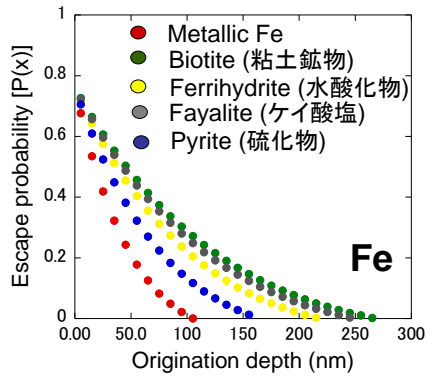 Escape probability [P(x)]
1
0.8
0.6
0.4
0.2
0
Metallic Fe
Biotite (粘土鉱物)
Ferrihydrite (水酸化物)
Fayalite (ケイ酸塩)
Pyrite (硫化物)
Fe
0.00 50.0 100 150 200 250 300
Origination depth (nm)